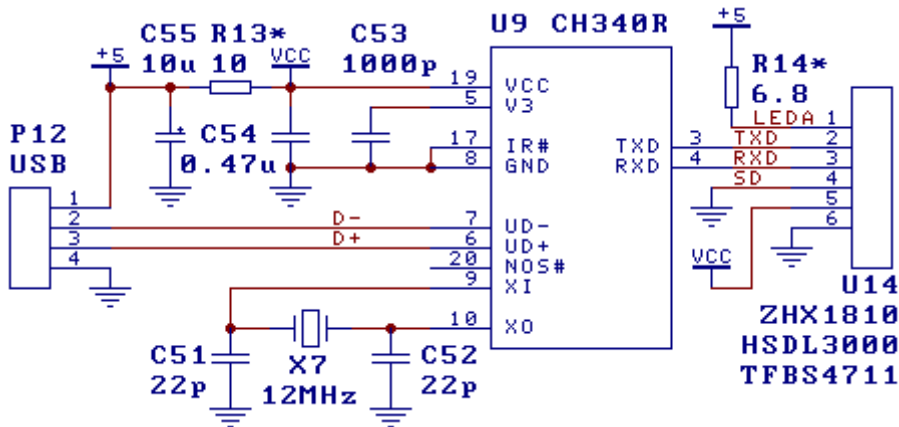 U9 CH340R
C55 R13* C53
+5 10u 10 VCC 1000p
+5
R14*
6.8
19 VCC
5 V3
P12
USB
C54
0.47u
17 IR#
8 GND
TXD 3 TXD
RXD 4 RXD
LEDA 1
2
3
SD 4
5
6
1
2 D- 7 UD-
3 D+ 6 UD+
4 20 NOS#
9 XI
10 XO
VCC
U14
ZHX1810
HSDL3000
TFBS4711
C51
22p
X7
12MHz
C52
22p